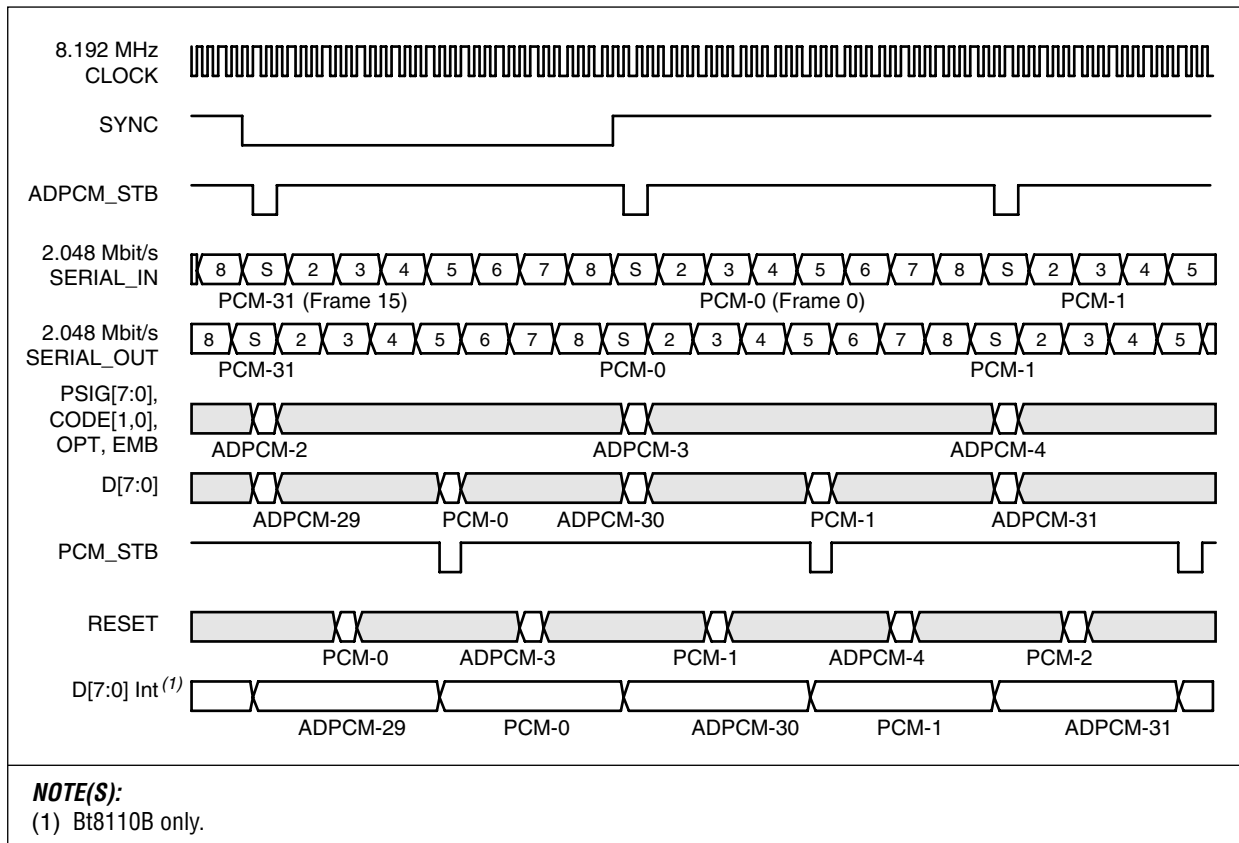 8.192 MHz
CLOCK
SYNC
ADPCM_STB
2.048 Mbit/s
SERIAL_IN
8 S 2 3 4 5 6 7 8 S 2 3 4 5 6 7 8 S 2 3 4 5
PCM-31 (Frame 15) PCM-0 (Frame 0) PCM-1
2.048 Mbit/s
SERIAL_OUT
8 S 2 3 4 5 6 7 8 S 2 3 4 5 6 7 8 S 2 3 4 5
PCM-31 PCM-0 PCM-1
PSIG[7:0],
CODE[1,0],
OPT, EMB
ADPCM-2 ADPCM-3 ADPCM-4
D[7:0]
ADPCM-29 PCM-0 ADPCM-30 PCM-1 ADPCM-31
PCM_STB
RESET
PCM-0 ADPCM-3 PCM-1 ADPCM-4 PCM-2
D[7:0] Int (1)
ADPCM-29 PCM-0 ADPCM-30 PCM-1 ADPCM-31
NOTE(S):
(1) Bt8110B only.